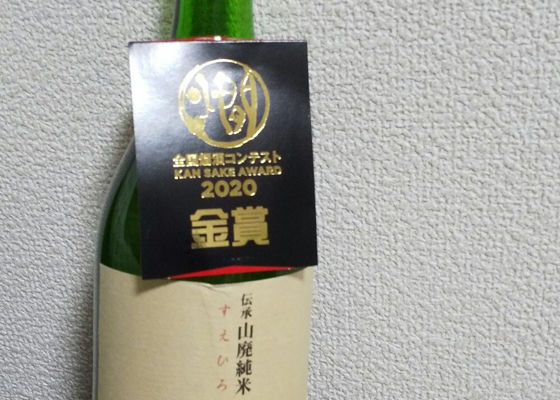 全国燗酒コンテスト
KAN SAKE AWARD
2020
金賞
伝承 山廃純米
すえひろ